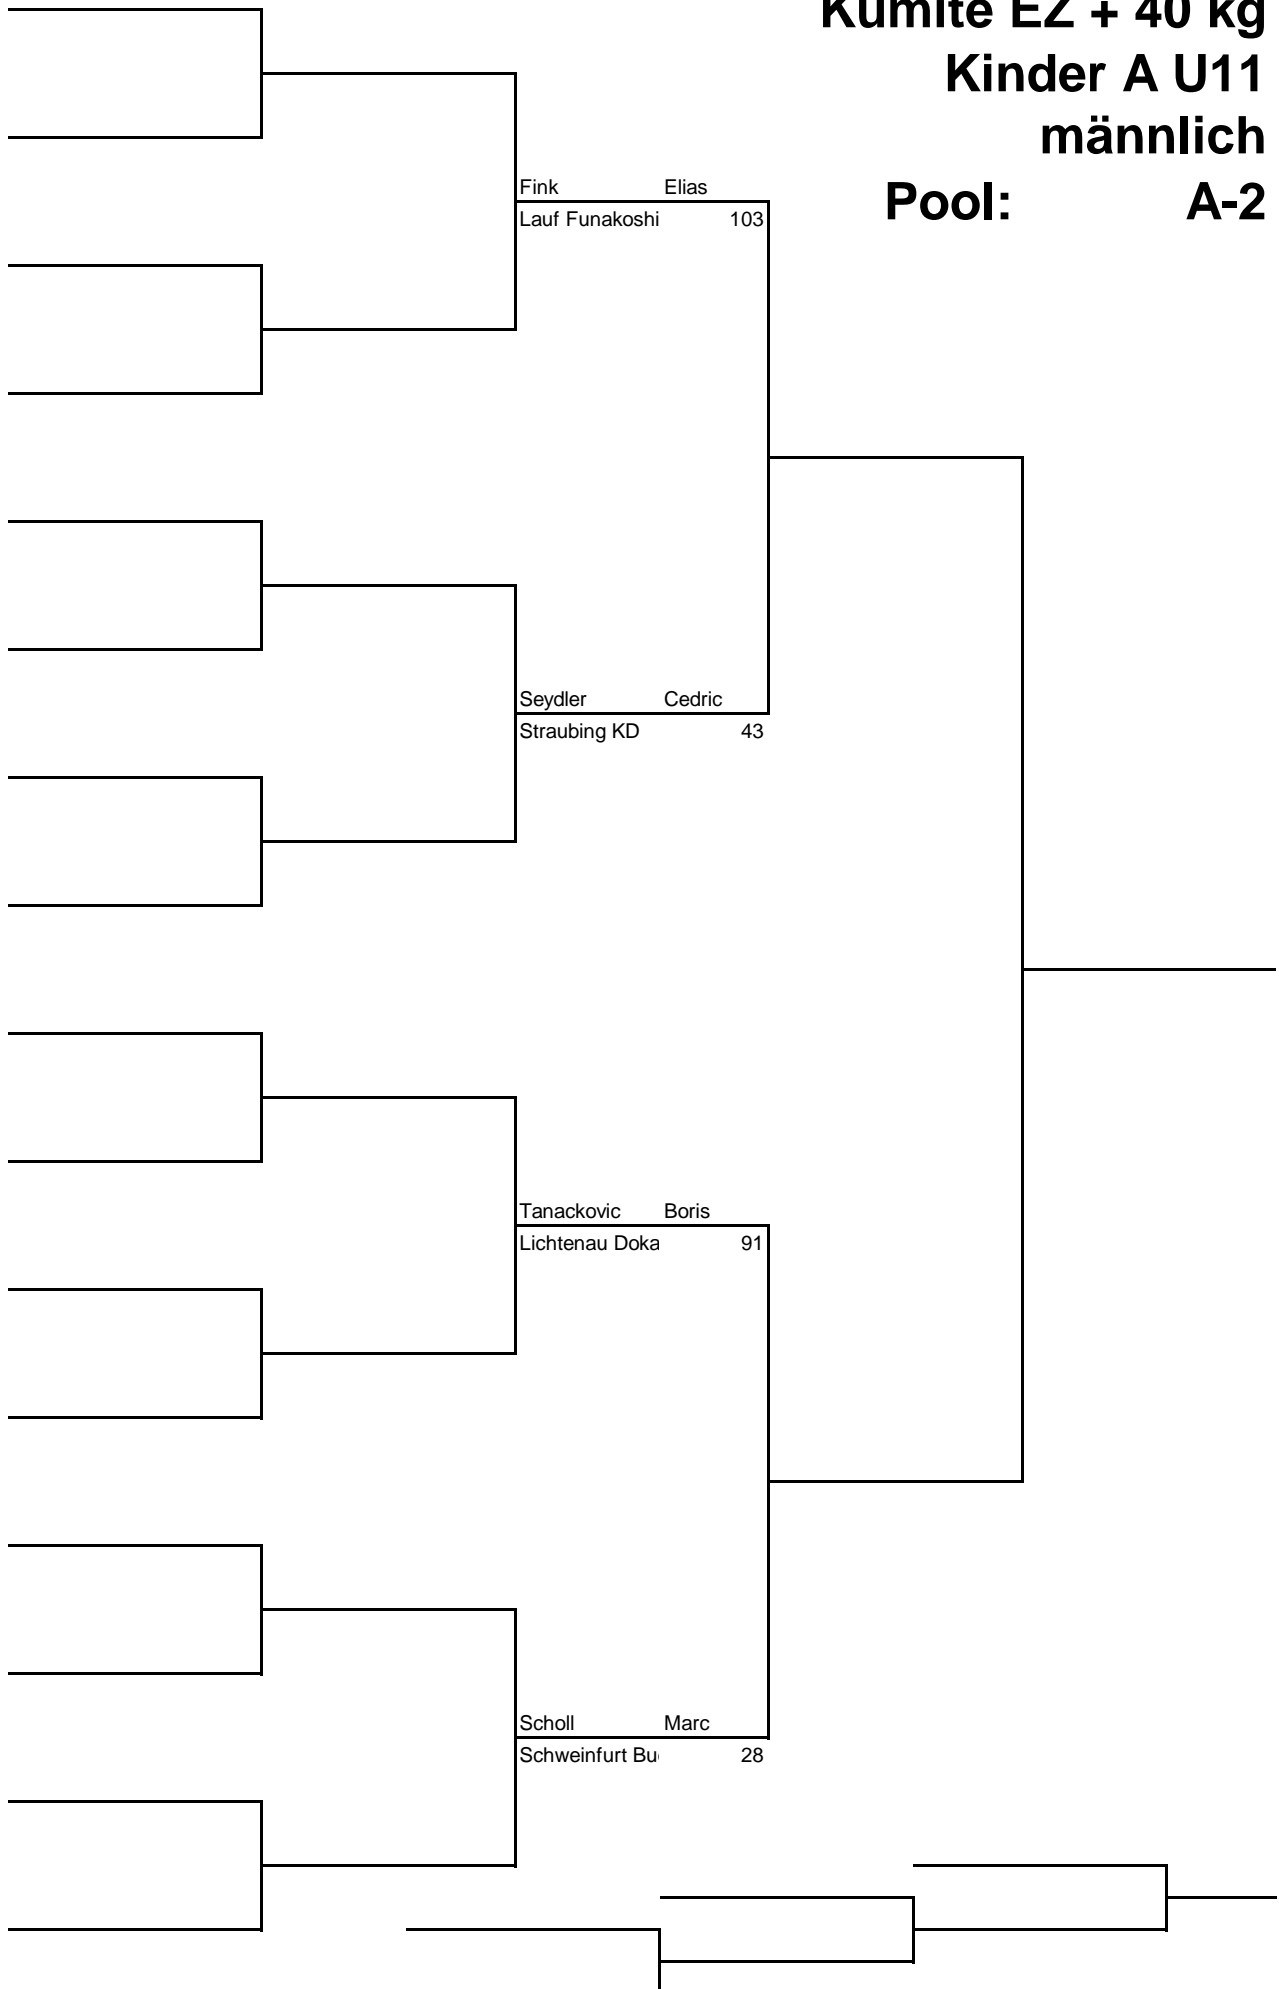 Kumite EZ + 40 kg
Kinder A U11
männlich
Pool: A-2
Fink Elias
Lauf Funakoshi 103
Seydler Cedric
Straubing KD 43
Tanackovic Boris
Lichtenau Doka 91
Scholl Marc
Schweinfurt Bu 28